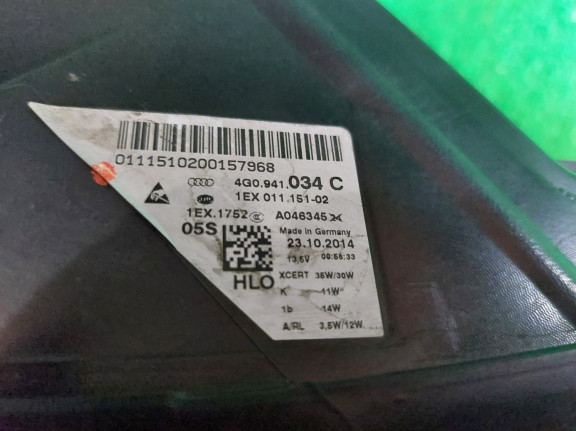 0111510200157968
4G0.941.034 C
1EX 011.151-02
1EX.1752 A046345
05S Made in Germany
23.10.2014
13,5V 00:58:33
HLO XCERT 35W/30W
K 11W
1b 14W
A/RL 3,5W/12W